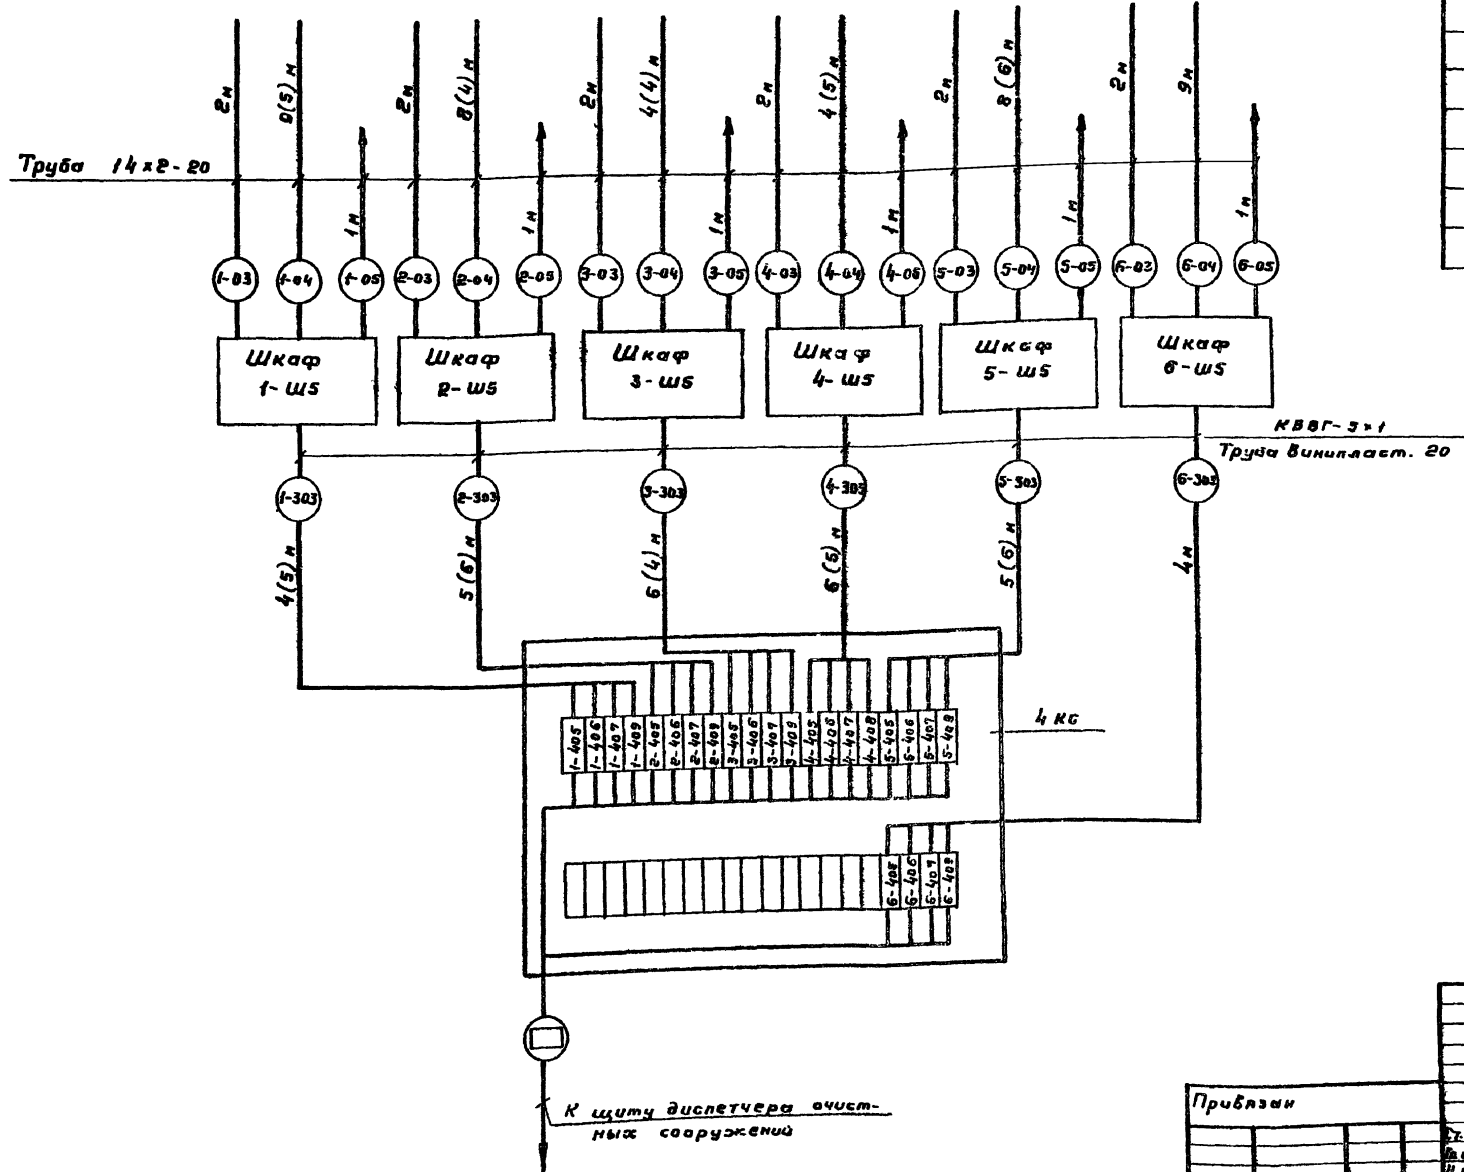 2м 9(5)м 2м 8(4)м 2м 4(4)м 2м 4(5)м 2м 8(6)м 2м 9м
Труба 14х2-20
1м 1м 1м 1м 1м 1м
1-03 1-04 1-05 2-03 2-04 2-05 3-03 3-04 3-05 4-03 4-04 4-05 5-03 5-04 5-05 6-03 6-04 6-05
Шкаф
1-Ш5
Шкаф
2-Ш5
Шкаф
3-Ш5
Шкаф
4-Ш5
Шкаф
5-Ш5
Шкаф
6-Ш5
КВВГ-5х1
Труба Винипласт. 20
1-303 2-303 3-303 4-303 5-303 6-303
4(5)м 5(6)м 6(4)м 6(5)м 5(6)м 4м
1-405 1-406 1-407 1-409 2-405 2-406 2-407 2-409 3-405 3-406 3-407 3-409 4-405 4-406 4-407 4-408 5-405 5-406 5-407 5-409
4 КС
6-405 6-406 6-407 6-409
К щиту диспетчера очист-
ных сооружений
Привязан